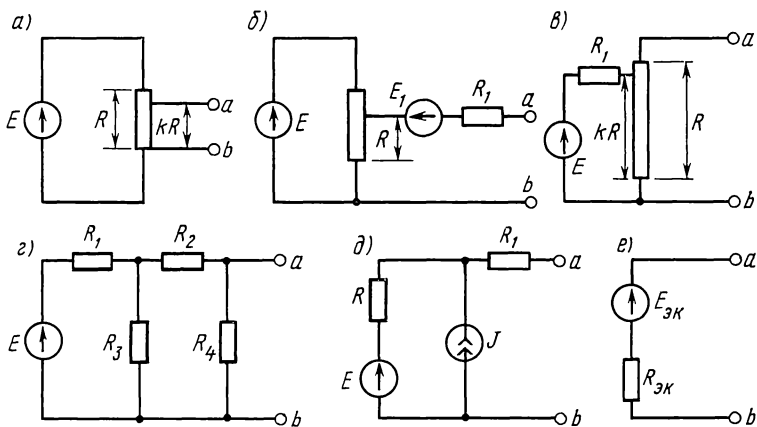 а) б) в)
E R kR a b
E E₁ R₁ R a b
R₁ E kR R a b
г) д) е)
E R₁ R₂ R₃ R₄ a b
R E J R₁ a b
Eэк Rэк a b